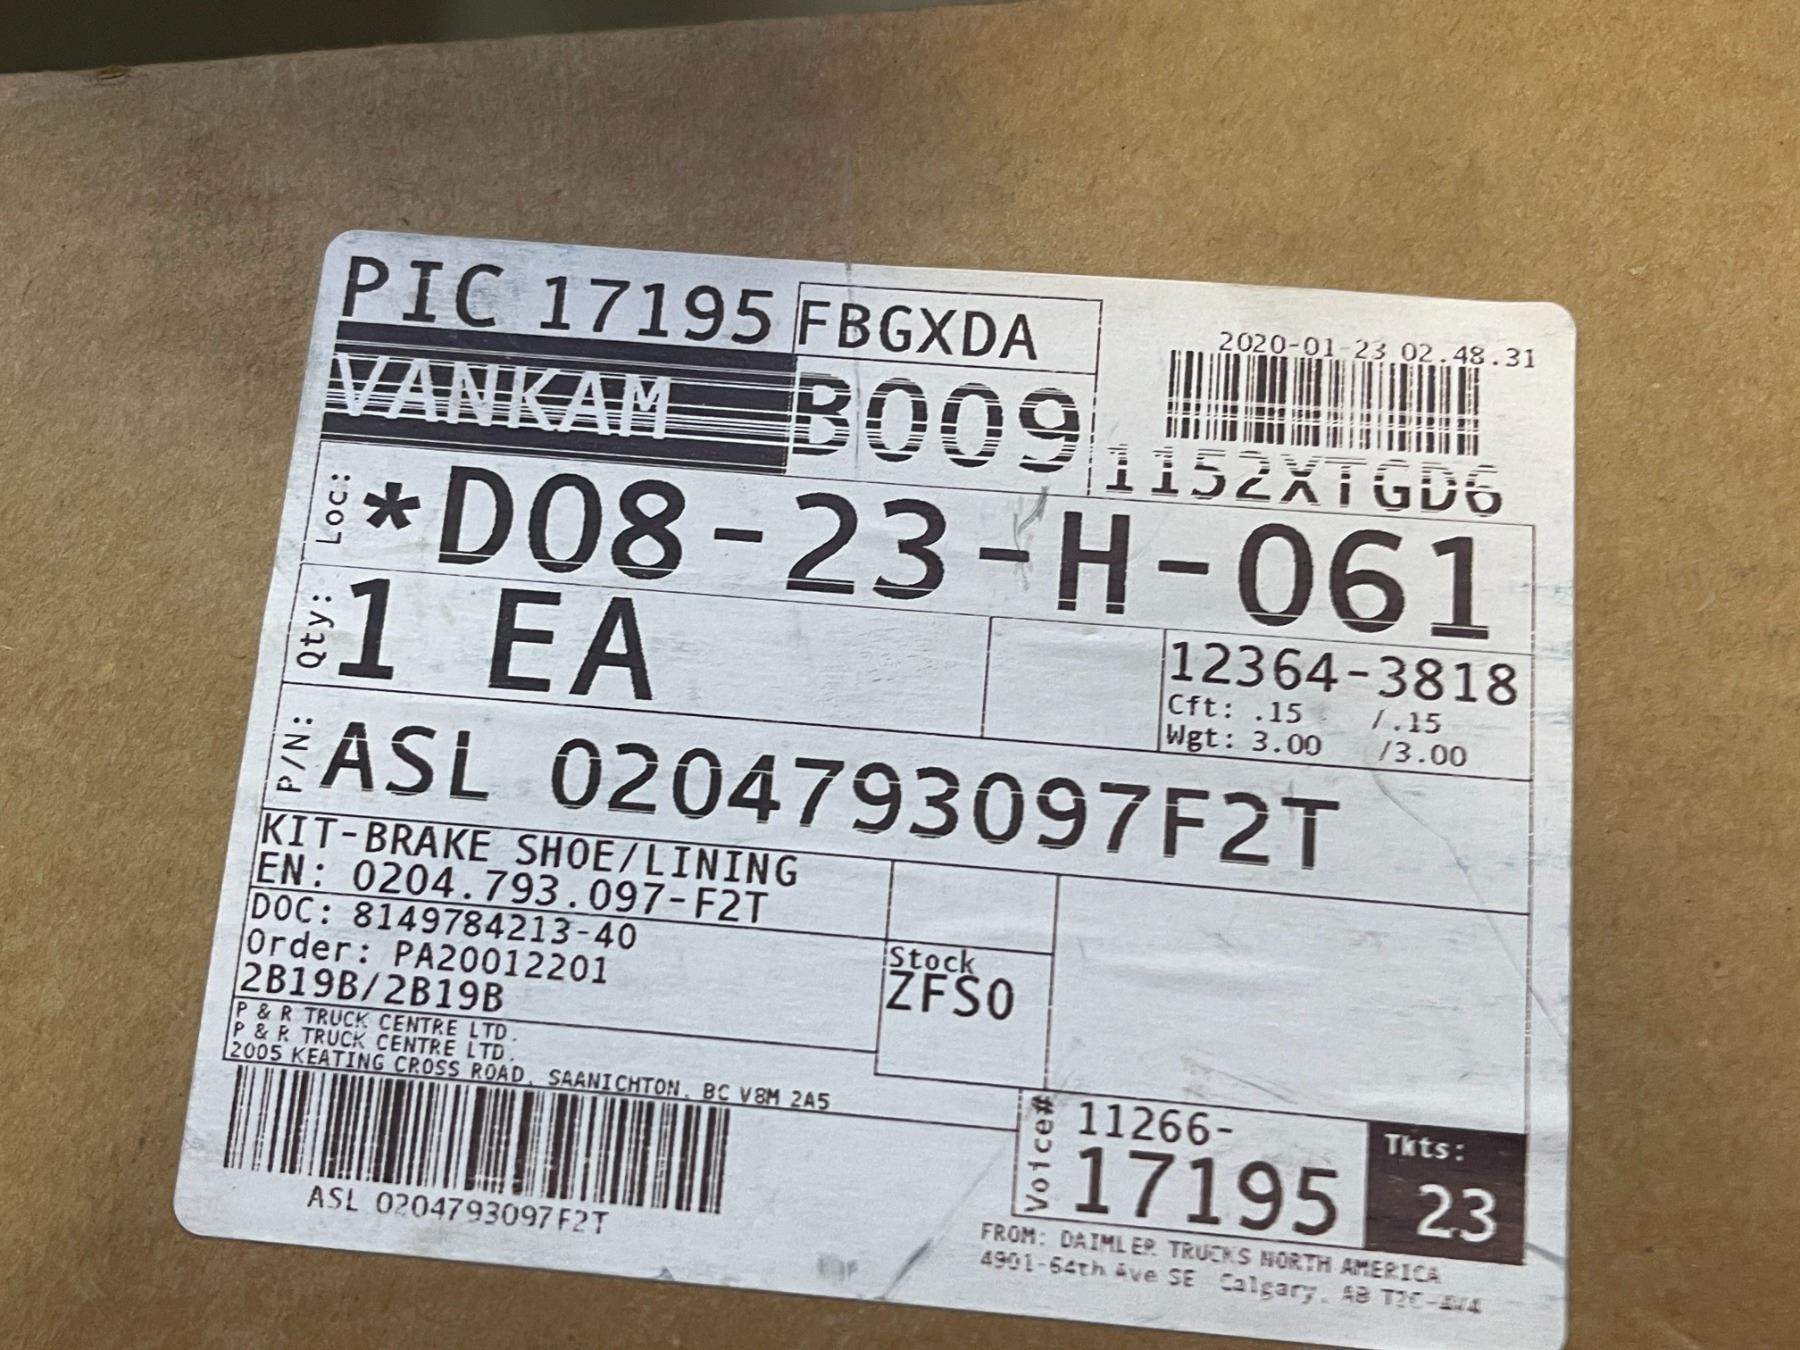 PIC 17195
FBGXDA
2020-01-23 02.48.31
VANKAM
B009
1152XTGD6
Loc: *D08-23-H-061
Qty: 1 EA
12364-3818
Cft: .15 /.15
Wgt: 3.00 /3.00
P/N: ASL 0204793097F2T
KIT-BRAKE SHOE/LINING
EN: 0204.793.097-F2T
DOC: 8149784213-40
Order: PA20012201
2B19B/2B19B
Stock
ZFS0
P & R TRUCK CENTRE LTD.
P & R TRUCK CENTRE LTD.
2005 KEATING CROSS ROAD, SAANICHTON, BC V8M 2A5
ASL 0204793097F2T
Voice# 11266-
17195
Tkts:
23
FROM: DAIMLER TRUCKS NORTH AMERICA
4901-64th Ave SE Calgary, AB